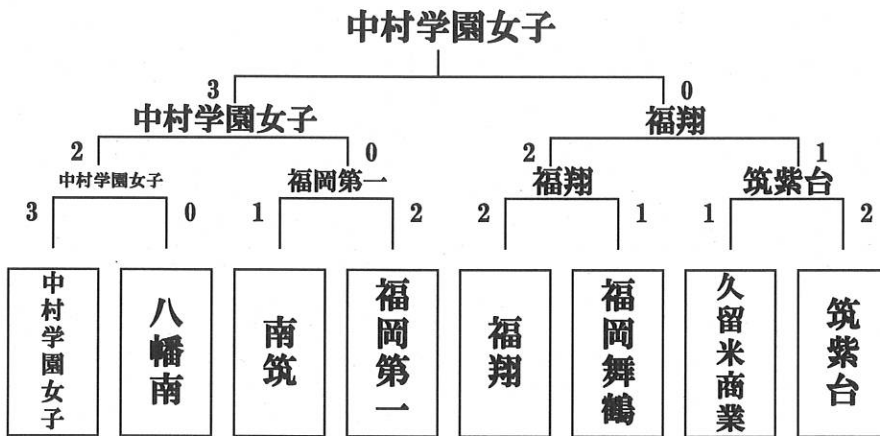 中村学園女子
3 0
中村学園女子 福翔
2 0 2 1
中村学園女子 福岡第一 福翔 筑紫台
3 0 1 2 2 1 1 2
中村学園女子
八幡南
南筑
福岡第一
福翔
福岡舞鶴
久留米商業
筑紫台